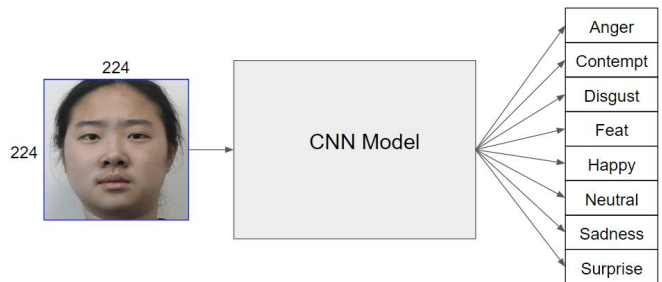 224
224
CNN Model
Anger
Contempt
Disgust
Feat
Happy
Neutral
Sadness
Surprise